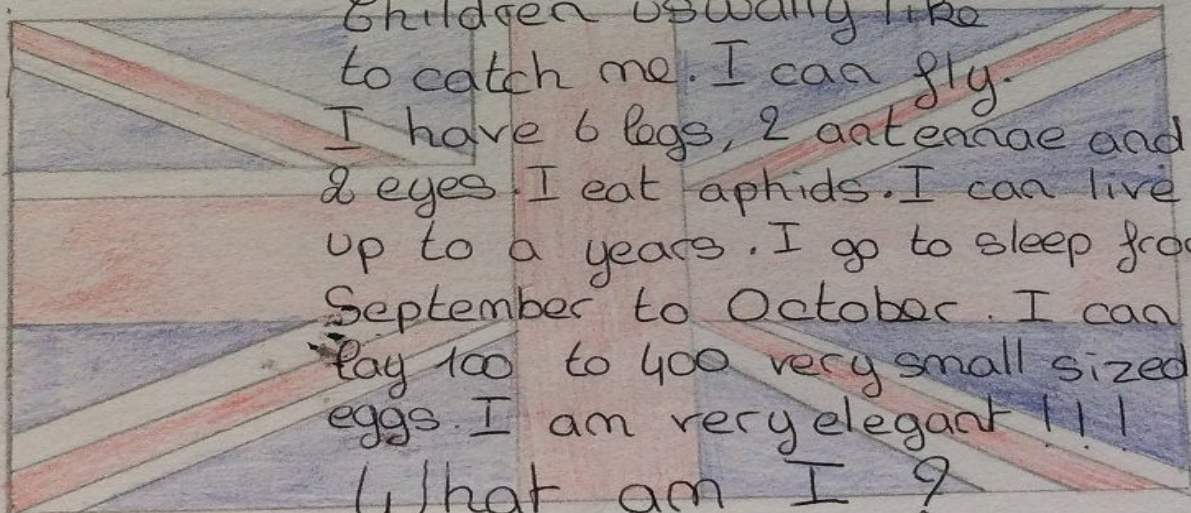 Children usually like
to catch me. I can fly.
I have 6 legs, 2 antennae and
2 eyes. I eat aphids. I can live
up to a years. I go to sleep
September to October. I can
lay 100 to 400 very small sized
eggs. I am very elegant !!!
What am I ?